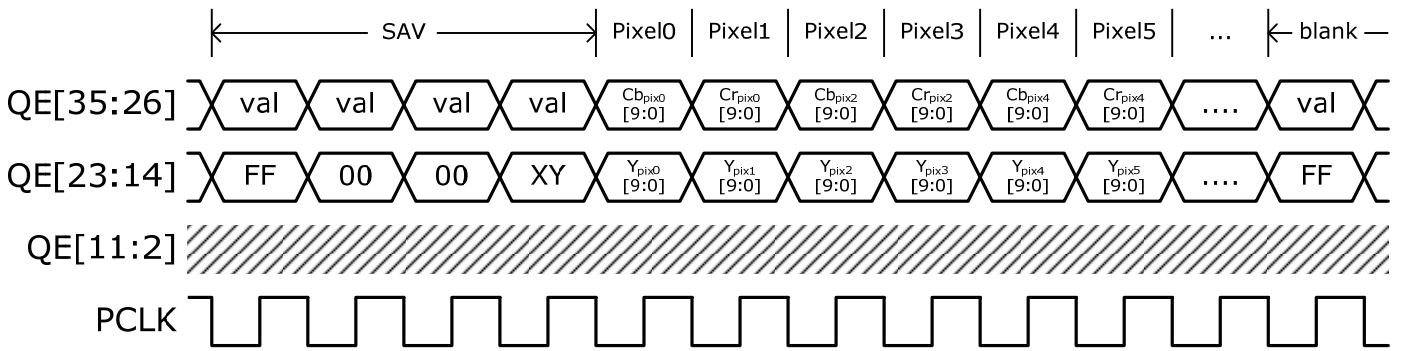 SAV Pixel0 Pixel1 Pixel2 Pixel3 Pixel4 Pixel5 ... blank
QE[35:26] val val val val Cbpix0 [9:0] Crpix0 [9:0] Cbpix2 [9:0] Crpix2 [9:0] Cbpix4 [9:0] Crpix4 [9:0] .... val
QE[23:14] FF 00 00 XY Ypix0 [9:0] Ypix1 [9:0] Ypix2 [9:0] Ypix3 [9:0] Ypix4 [9:0] Ypix5 [9:0] .... FF
QE[11:2]
PCLK